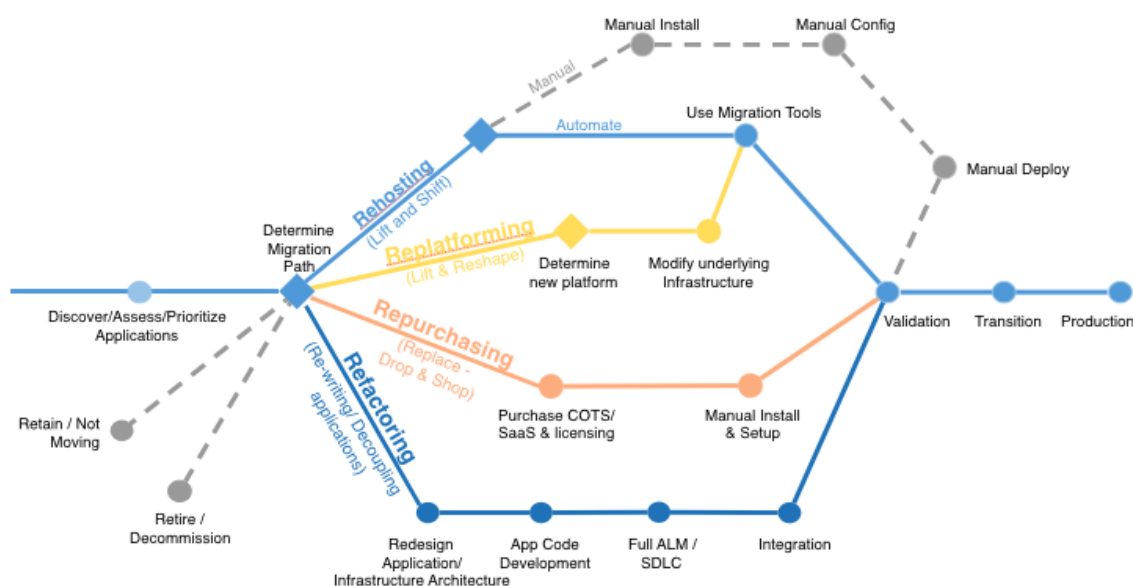 Manual Install
Manual Config
Manual
Use Migration Tools
Automate
Manual Deploy
Rehosting
(Lift and Shift)
Determine
Migration
Path
Replatforming
(Lift & Reshape)
Determine
new platform
Modify underlying
Infrastructure
Discover/Assess/Prioritize
Applications
Validation
Transition
Production
Repurchasing
(Replace -
Drop & Shop)
Refactoring
(Re-writing/ Decoupling
applications)
Purchase COTS/
SaaS & licensing
Manual Install
& Setup
Retain / Not
Moving
Retire /
Decommission
Redesign
Application/
Infrastructure Architecture
App Code
Development
Full ALM /
SDLC
Integration